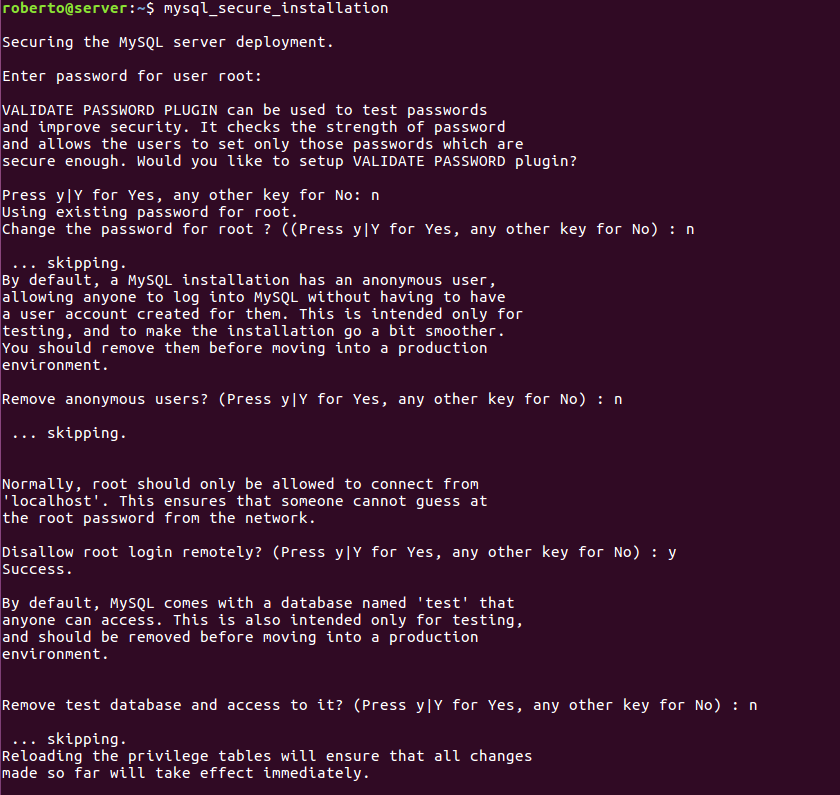 roberto@server:~$ mysql_secure_installation
Securing the MySQL server deployment.
Enter password for user root:
VALIDATE PASSWORD PLUGIN can be used to test passwords
and improve security. It checks the strength of password
and allows the users to set only those passwords which are
secure enough. Would you like to setup VALIDATE PASSWORD plugin?
Press y|Y for Yes, any other key for No: n
Using existing password for root.
Change the password for root ? ((Press y|Y for Yes, any other key for No) : n
... skipping.
By default, a MySQL installation has an anonymous user,
allowing anyone to log into MySQL without having to have
a user account created for them. This is intended only for
testing, and to make the installation go a bit smoother.
You should remove them before moving into a production
environment.
Remove anonymous users? (Press y|Y for Yes, any other key for No) : n
... skipping.
Normally, root should only be allowed to connect from
'localhost'. This ensures that someone cannot guess at
the root password from the network.
Disallow root login remotely? (Press y|Y for Yes, any other key for No) : y
Success.
By default, MySQL comes with a database named 'test' that
anyone can access. This is also intended only for testing,
and should be removed before moving into a production
environment.
Remove test database and access to it? (Press y|Y for Yes, any other key for No) : n
... skipping.
Reloading the privilege tables will ensure that all changes
made so far will take effect immediately.